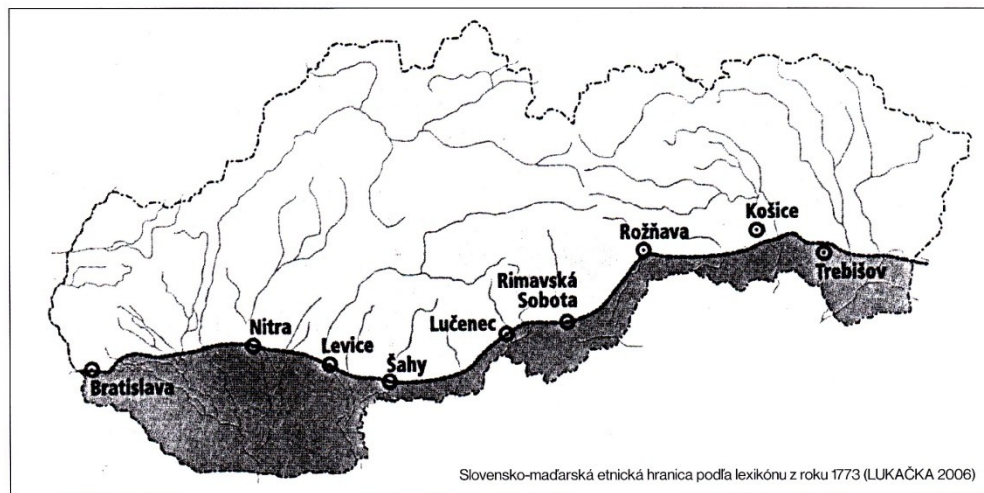 Košice
Rožňava
Trebišov
Rimavská
Sobota
Lučenec
Nitra
Levice
Šahy
Bratislava
Slovensko-maďarská etnická hranica podľa lexikónu z roku 1773 (LUKAČKA 2006)